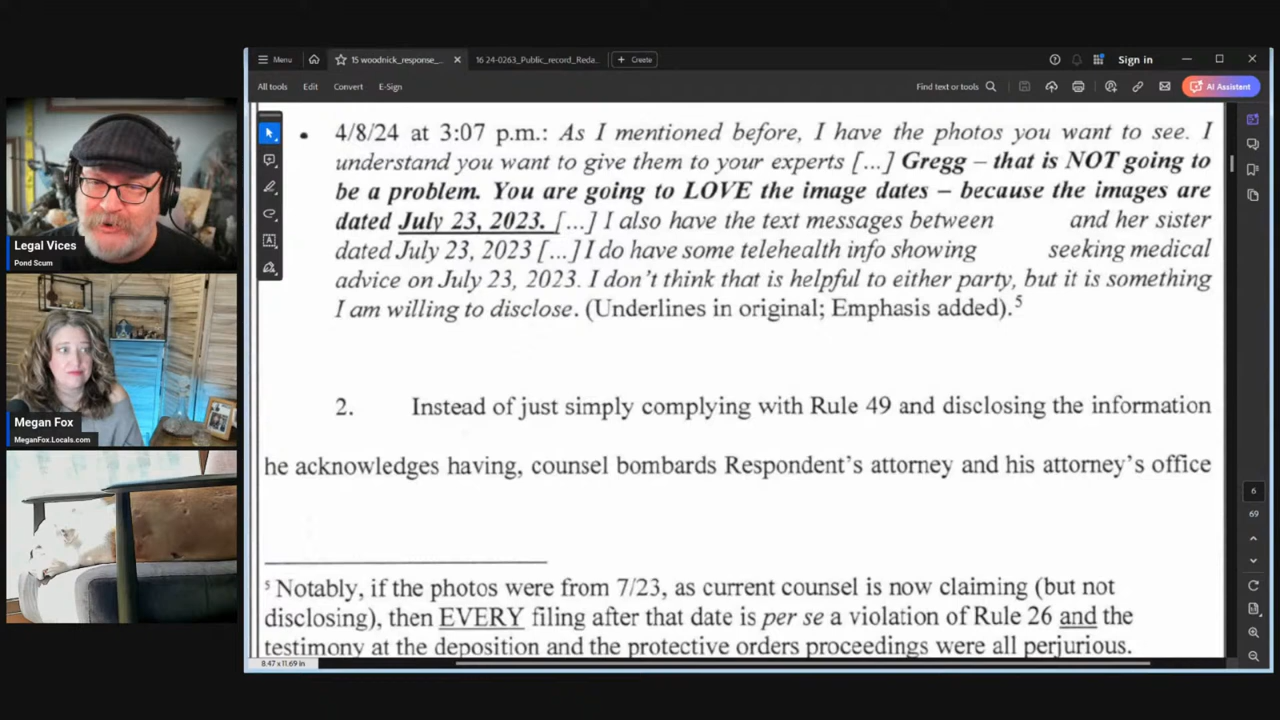 Menu
15 woodnick_response_...
16 24-0263_Public_record_Reda...
Create
Sign in
All tools
Edit
Convert
E-Sign
Find text or tools
AI Assistant
• 4/8/24 at 3:07 p.m.: As I mentioned before, I have the photos you want to see. I
understand you want to give them to your experts [...] Gregg – that is NOT going to
be a problem. You are going to LOVE the image dates – because the images are
dated July 23, 2023. [...] I also have the text messages between and her sister
dated July 23, 2023 [...] I do have some telehealth info showing seeking medical
advice on July 23, 2023. I don't think that is helpful to either party, but it is something
I am willing to disclose. (Underlines in original; Emphasis added).5
2. Instead of just simply complying with Rule 49 and disclosing the information
he acknowledges having, counsel bombards Respondent's attorney and his attorney's office
5 Notably, if the photos were from 7/23, as current counsel is now claiming (but not
disclosing), then EVERY filing after that date is per se a violation of Rule 26 and the
testimony at the deposition and the protective orders proceedings were all perjurious.
8.47 x 11.69 in
6
69
Legal Vices
Pond Scum
Megan Fox
MeganFox.Locals.com